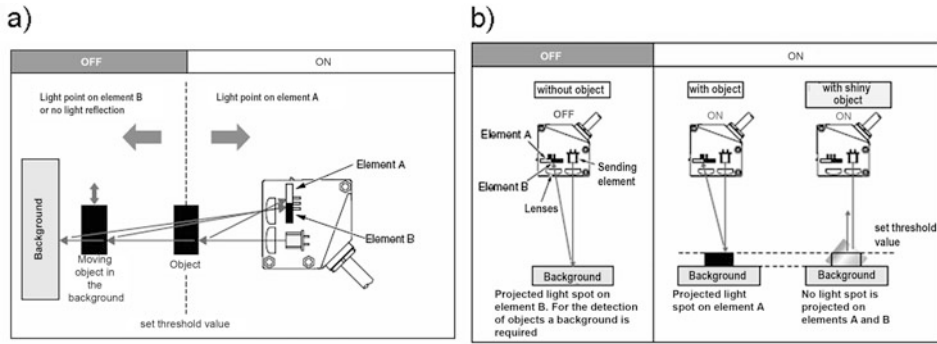 a)
OFF
ON
Light point on element B
or no light reflection
Light point on element A
Element A
Element B
Background
Moving
object in
the
background
Object
set threshold value
b)
OFF
ON
without object
OFF
Element A
Element B
Sending
element
Lenses
Background
Projected light spot on
element B. For the detection
of objects a background is
required
with object
ON
Background
Projected light
spot on element A
with shiny
object
ON
set threshold
value
Background
No light spot is
projected on
elements A and B